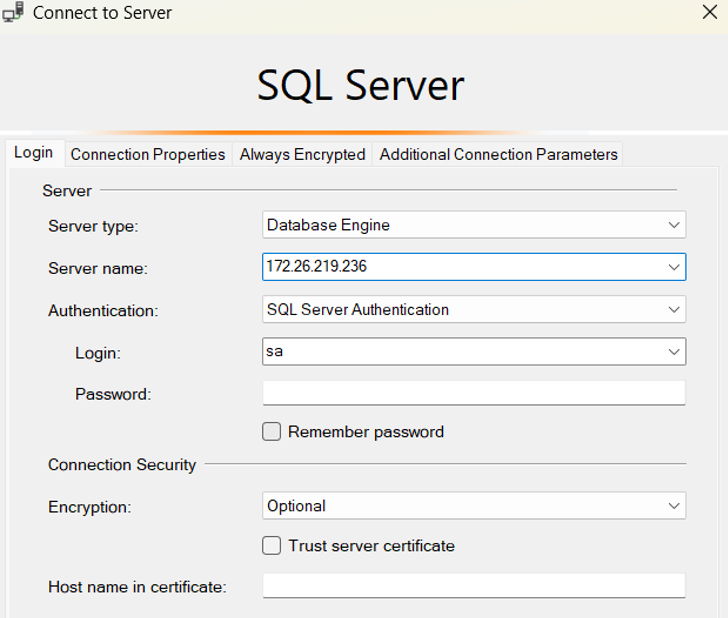 Connect to Server
SQL Server
Login Connection Properties Always Encrypted Additional Connection Parameters
Server
Server type: Database Engine
Server name: 172.26.219.236
Authentication: SQL Server Authentication
Login: sa
Password:
Remember password
Connection Security
Encryption: Optional
Trust server certificate
Host name in certificate: